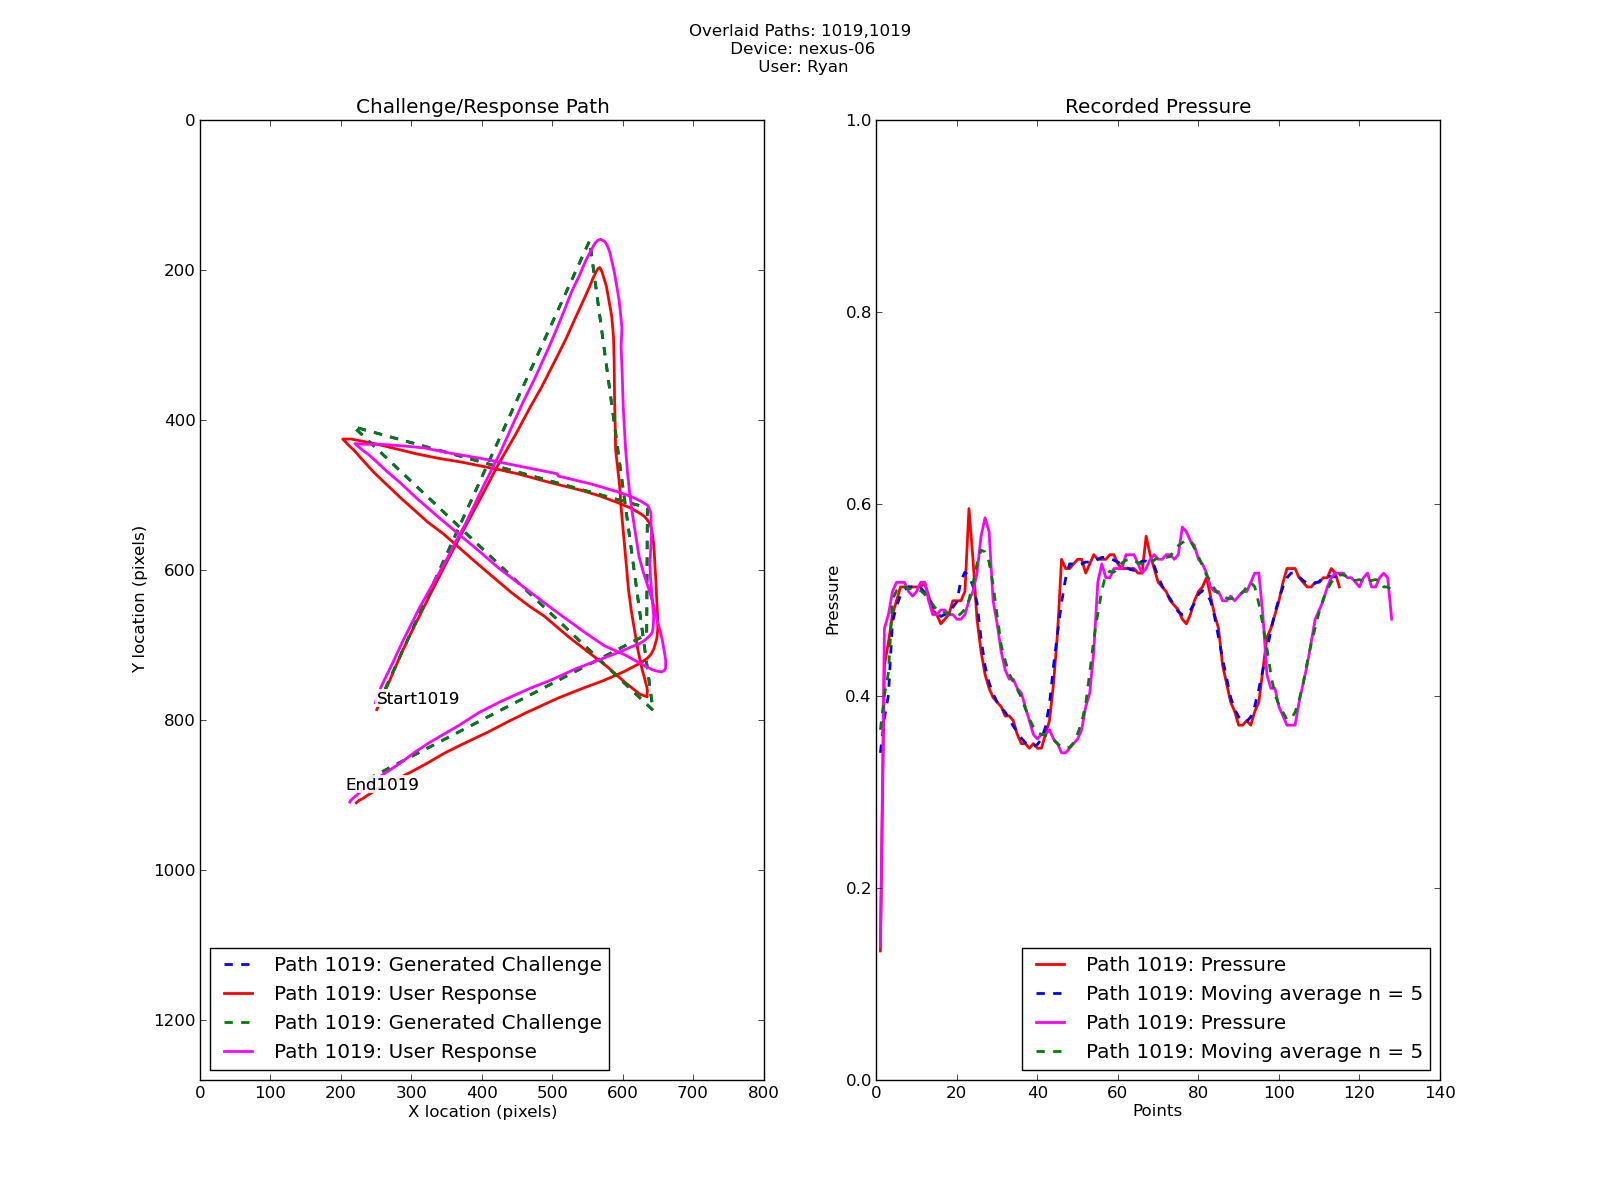 Overlaid Paths: 1019,1019
Device: nexus-06
User: Ryan
Challenge/Response Path
0
200
400
600
800
1000
1200
Y location (pixels)
Start1019
End1019
Path 1019: Generated Challenge
Path 1019: User Response
Path 1019: Generated Challenge
Path 1019: User Response
0 100 200 300 400 500 600 700 800
X location (pixels)
Recorded Pressure
1.0
0.8
0.6
0.4
0.2
0.0
Pressure
Path 1019: Pressure
Path 1019: Moving average n = 5
Path 1019: Pressure
Path 1019: Moving average n = 5
0 20 40 60 80 100 120 140
Points